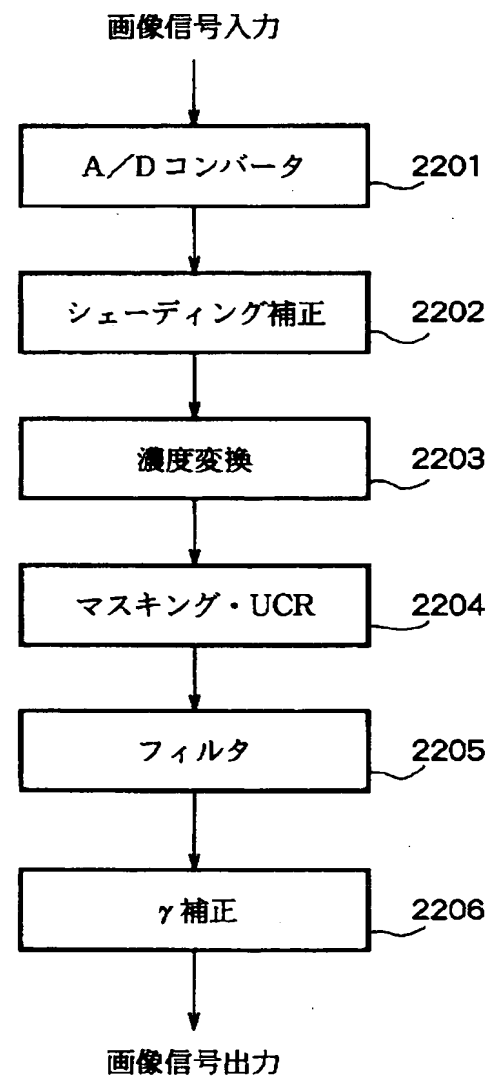 画像信号入力
A／Dコンバータ 2201
シェーディング補正 2202
濃度変換 2203
マスキング・UCR 2204
フィルタ 2205
γ補正 2206
画像信号出力